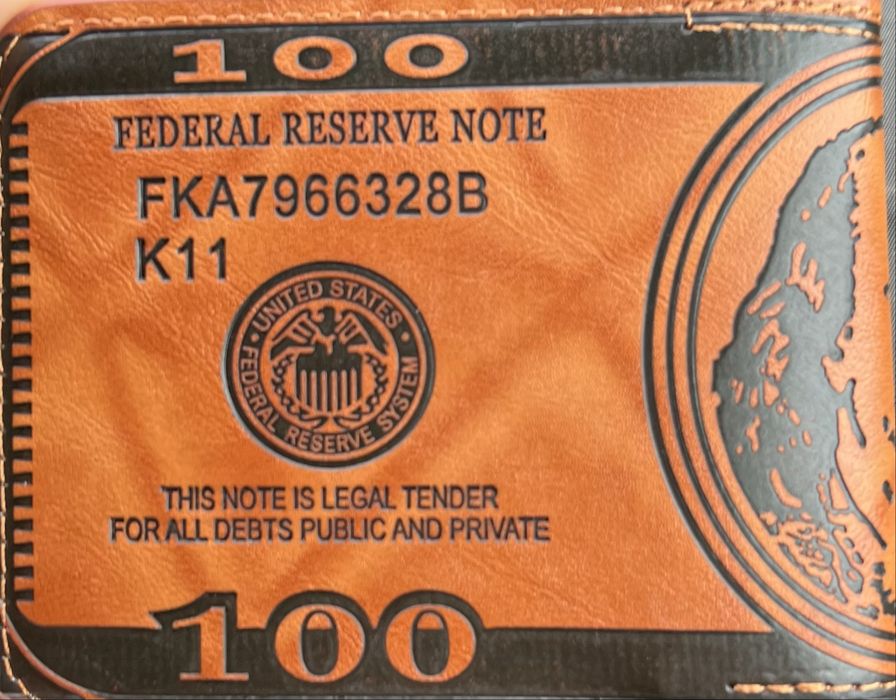 100
FEDERAL RESERVE NOTE
FKA7966328B
K11
UNITED STATES
FEDERAL RESERVE SYSTEM
THIS NOTE IS LEGAL TENDER
FOR ALL DEBTS PUBLIC AND PRIVATE
100